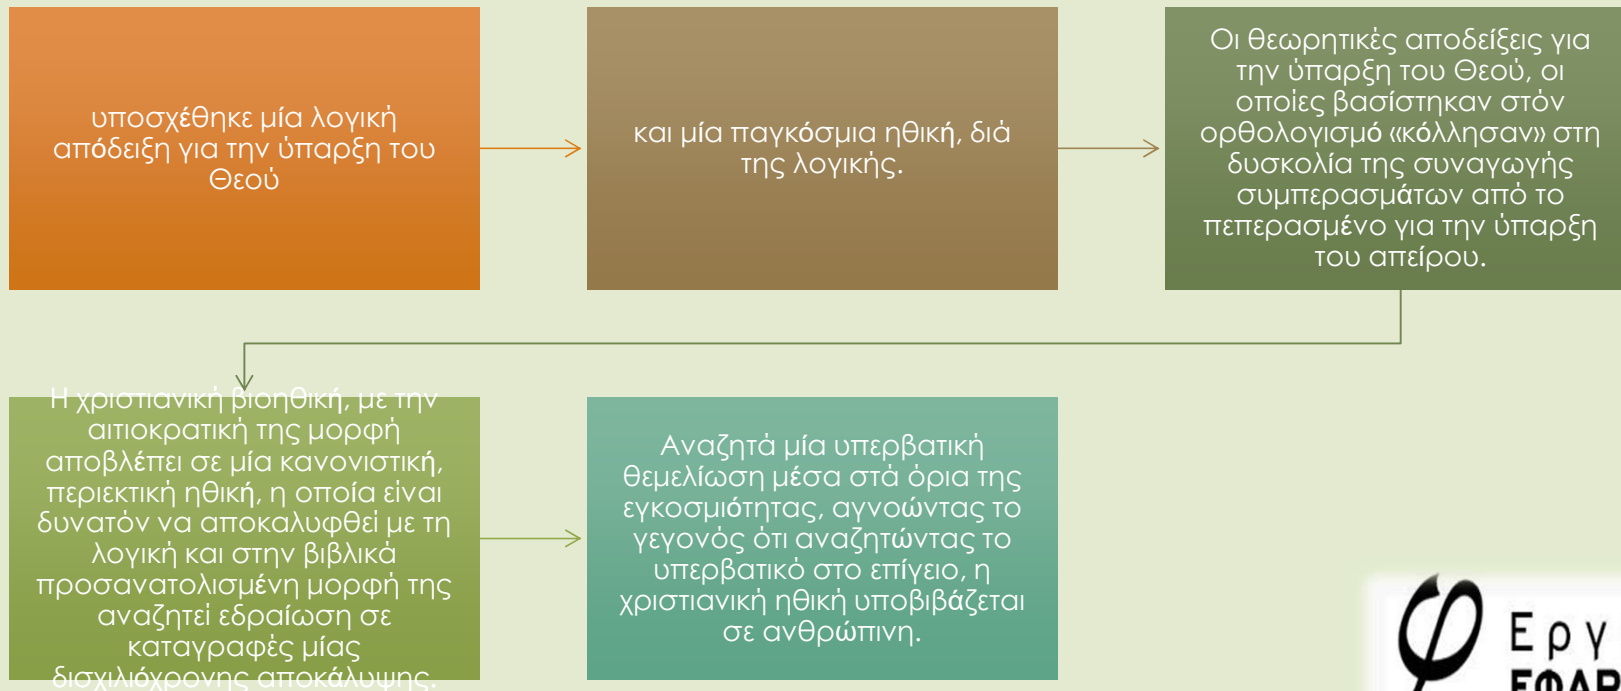 υποσχέθηκε μία λογική
απόδειξη για την ύπαρξη του
Θεού
και μία παγκόσμια ηθική, διά
της λογικής.
Οι θεωρητικές αποδείξεις για
την ύπαρξη του Θεού, οι
οποίες βασίστηκαν στόν
ορθολογισμό «κόλλησαν» στη
δυσκολία της συναγωγής
συμπερασμάτων από το
πεπερασμένο για την ύπαρξη
του απείρου.
Η χριστιανική βιοηθική, με την
αιτιοκρατική της μορφή
αποβλέπει σε μία κανονιστική,
περιεκτική ηθική, η οποία είναι
δυνατόν να αποκαλυφθεί με τη
λογική και στην βιβλικά
προσανατολισμένη μορφή της
αναζητεί εδραίωση σε
καταγραφές μίας
δισχιλιόχρονης αποκάλυψης.
Αναζητά μία υπερβατική
θεμελίωση μέσα στά όρια της
εγκοσμιότητας, αγνοώντας το
γεγονός ότι αναζητώντας το
υπερβατικό στο επίγειο, η
χριστιανική ηθική υποβιβάζεται
σε ανθρώπινη.
Εργ